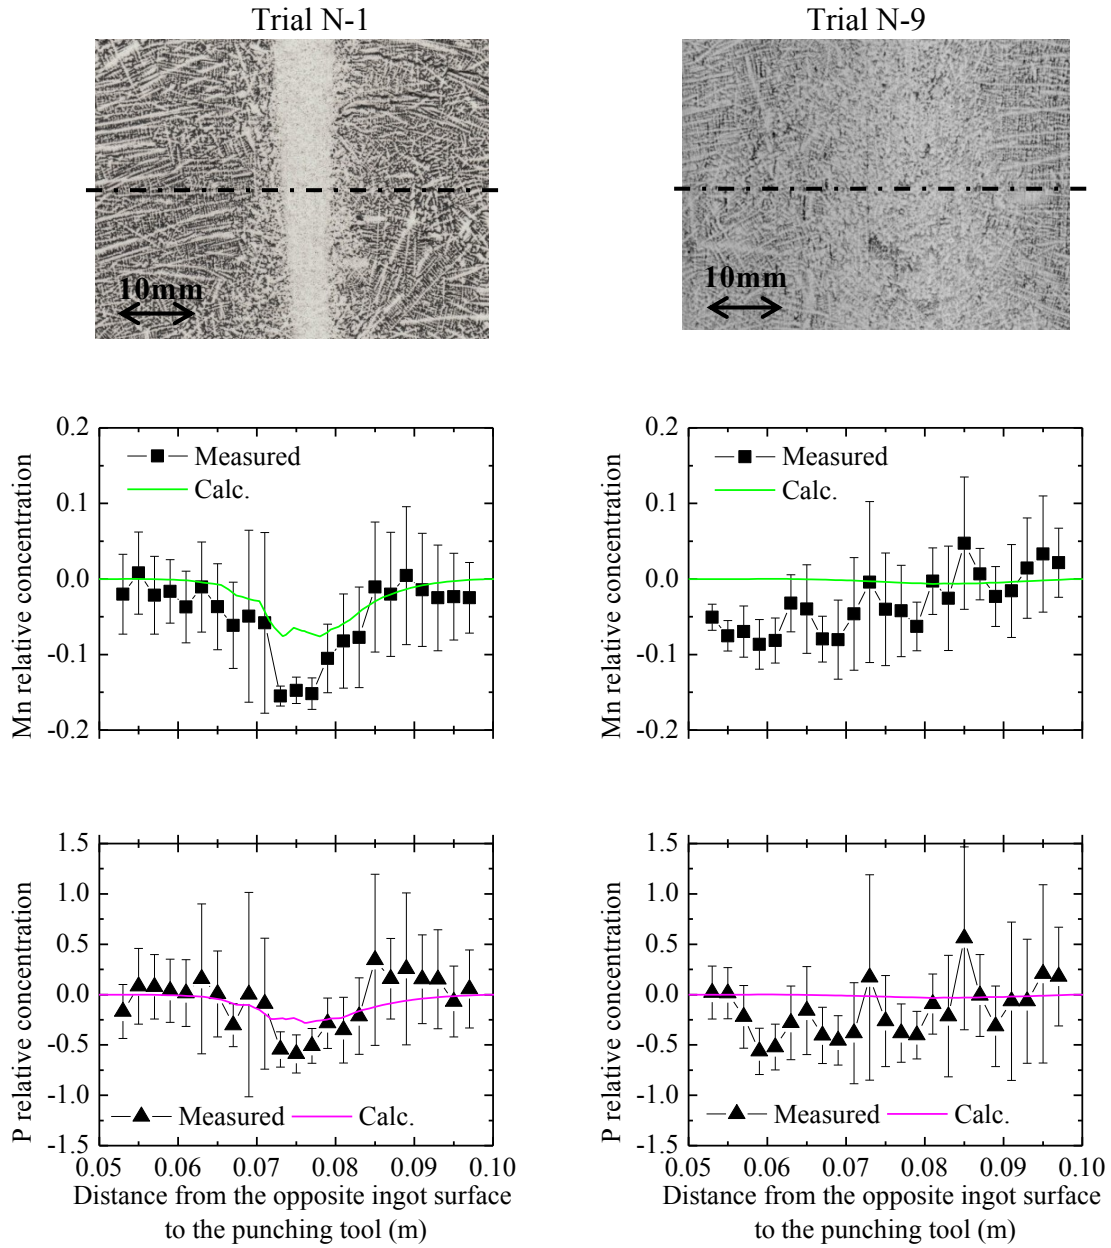 Trial N-1
Trial N-9
10mm
10mm
0.2
0.1
0.0
-0.1
-0.2
Mn relative concentration
Measured
Calc.
0.2
0.1
0.0
-0.1
-0.2
Mn relative concentration
Measured
Calc.
1.5
1.0
0.5
0.0
-0.5
-1.0
-1.5
P relative concentration
Measured
Calc.
0.05 0.06 0.07 0.08 0.09 0.10
Distance from the opposite ingot surface
to the punching tool (m)
1.5
1.0
0.5
0.0
-0.5
-1.0
-1.5
P relative concentration
Measured
Calc.
0.05 0.06 0.07 0.08 0.09 0.10
Distance from the opposite ingot surface
to the punching tool (m)